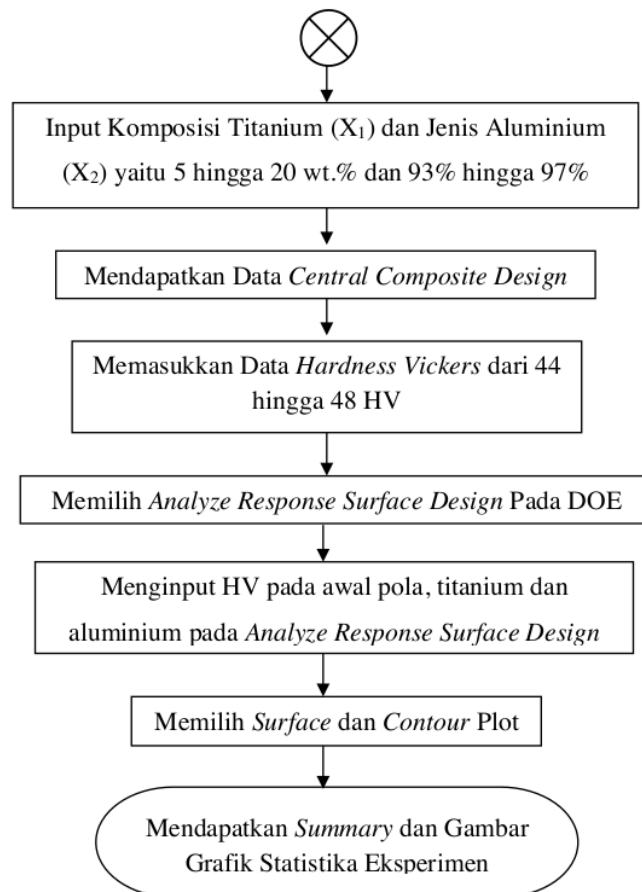 Input Komposisi Titanium (X₁) dan Jenis Aluminium
(X₂) yaitu 5 hingga 20 wt.% dan 93% hingga 97%
Mendapatkan Data Central Composite Design
Memasukkan Data Hardness Vickers dari 44
hingga 48 HV
Memilih Analyze Response Surface Design Pada DOE
Menginput HV pada awal pola, titanium dan
aluminium pada Analyze Response Surface Design
Memilih Surface dan Contour Plot
Mendapatkan Summary dan Gambar
Grafik Statistika Eksperimen